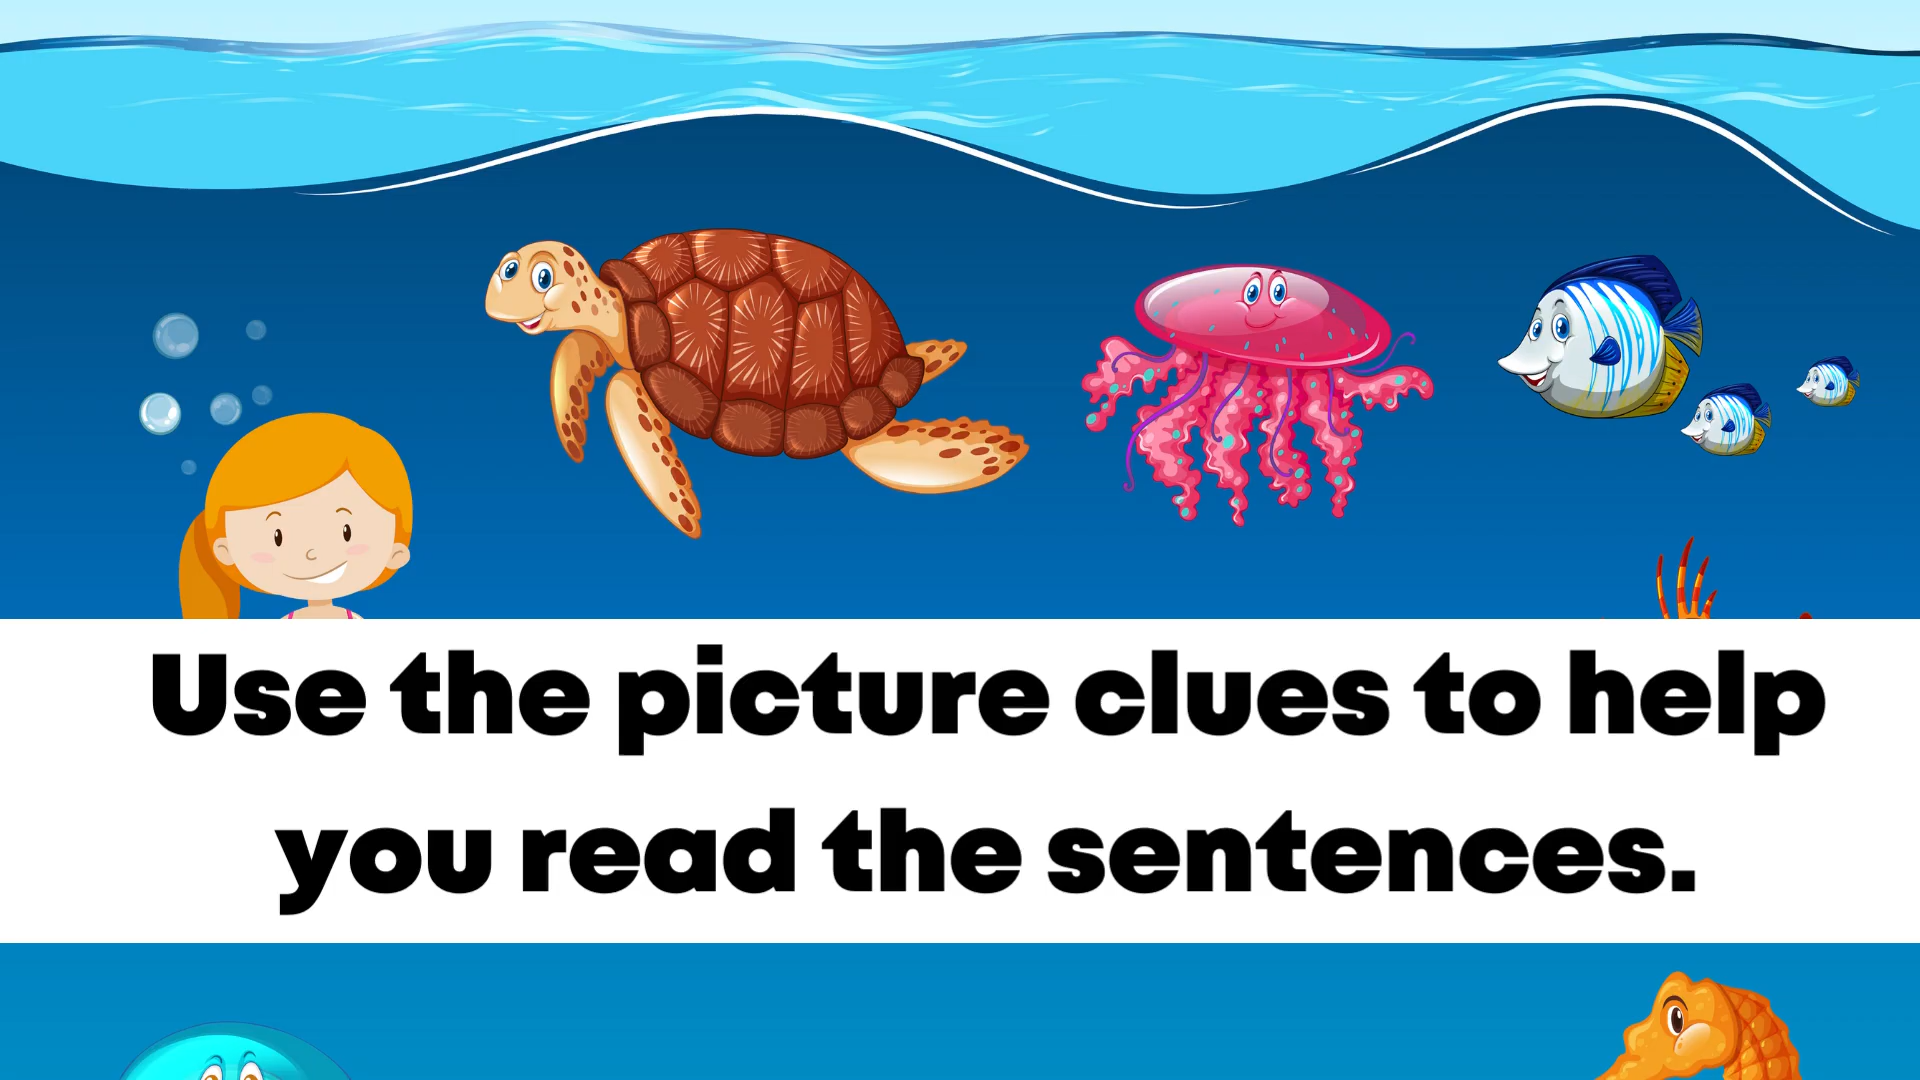 Use the picture clues to help
you read the sentences.